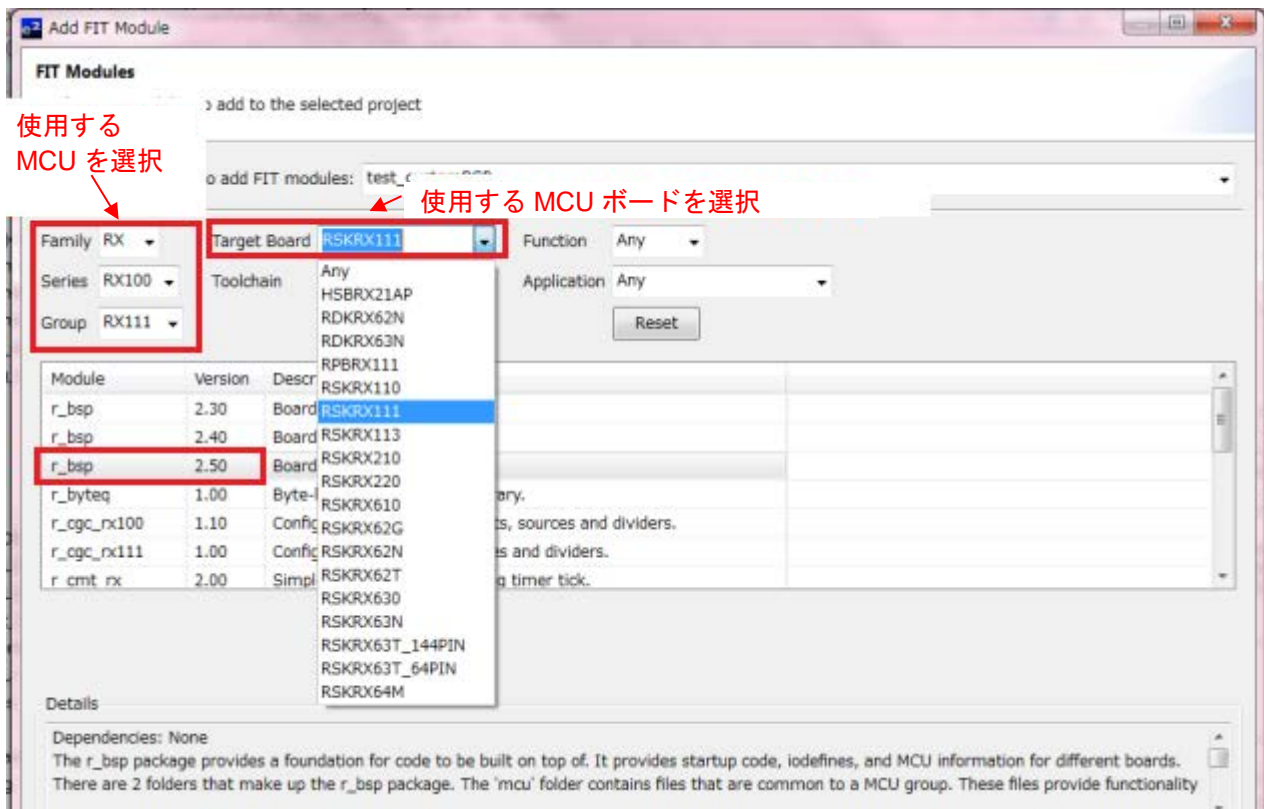 Add FIT Module
FIT Modules
to add to the selected project
使用する
MCU を選択
to add FIT modules: test_
使用する MCU ボードを選択
Family RX Target Board RSKRX111 Function Any
Series RX100 Toolchain Application Any
Group RX111 Reset
Any
HSBRX21AP
RDKRX62N
RDKRX63N
RPBRX111
RSKRX110
RSKRX111
RSKRX113
RSKRX210
RSKRX220
RSKRX610
RSKRX62G
RSKRX62N
RSKRX62T
RSKRX630
RSKRX63N
RSKRX63T_144PIN
RSKRX63T_64PIN
RSKRX64M
Module Version Descr
r_bsp 2.30 Board
r_bsp 2.40 Board
r_bsp 2.50 Board
r_byteq 1.00 Byte- ary.
r_cgc_rx100 1.10 Config ts, sources and dividers.
r_cgc_rx111 1.00 Config es and dividers.
r_cmt_rx 2.00 Simpl g timer tick.
Details
Dependencies: None
The r_bsp package provides a foundation for code to be built on top of. It provides startup code, iodefines, and MCU information for different boards.
There are 2 folders that make up the r_bsp package. The 'mcu' folder contains files that are common to a MCU group. These files provide functionality